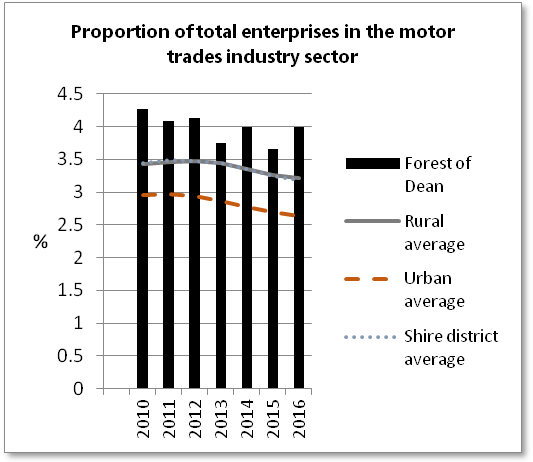 Proportion of total enterprises in the motor
trades industry sector
4.5
4
3.5
3
2.5
2
1.5
1
0.5
0
%
2010
2011
2012
2013
2014
2015
2016
Forest of
Dean
Rural
average
Urban
average
Shire district
average